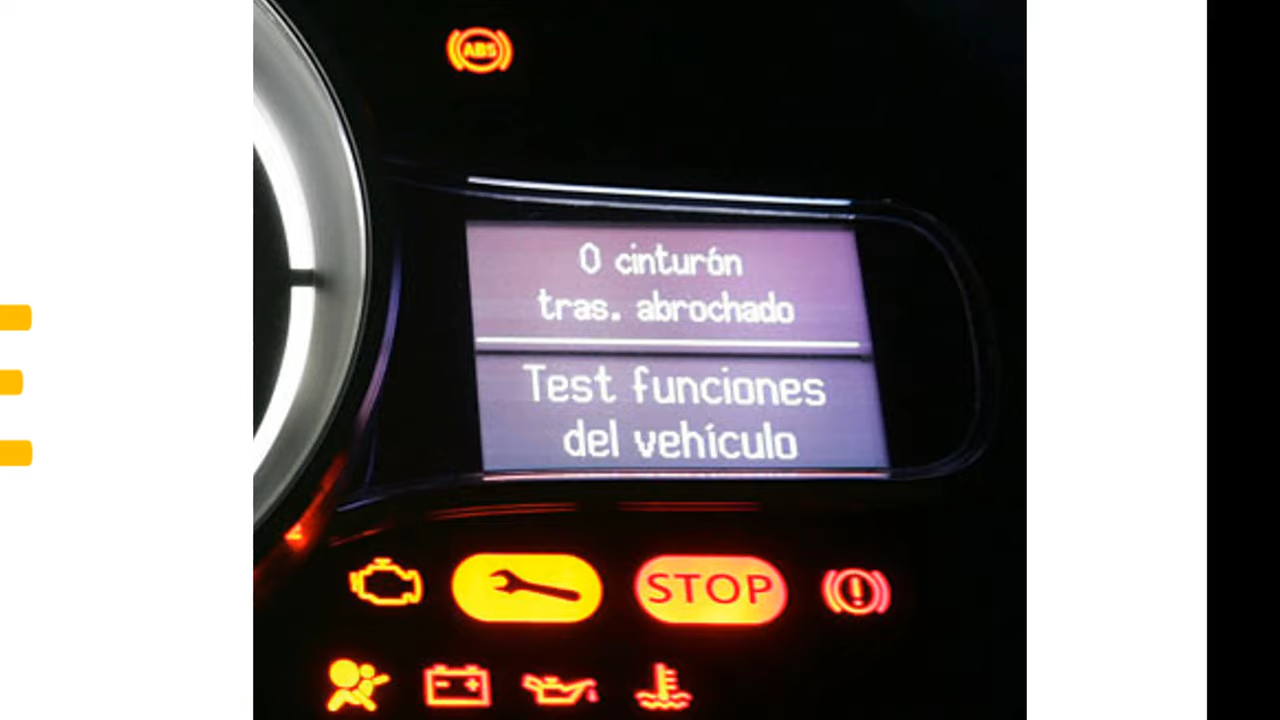 ABS
0 cinturón
tras. abrochado
Test funciones
del vehículo
STOP